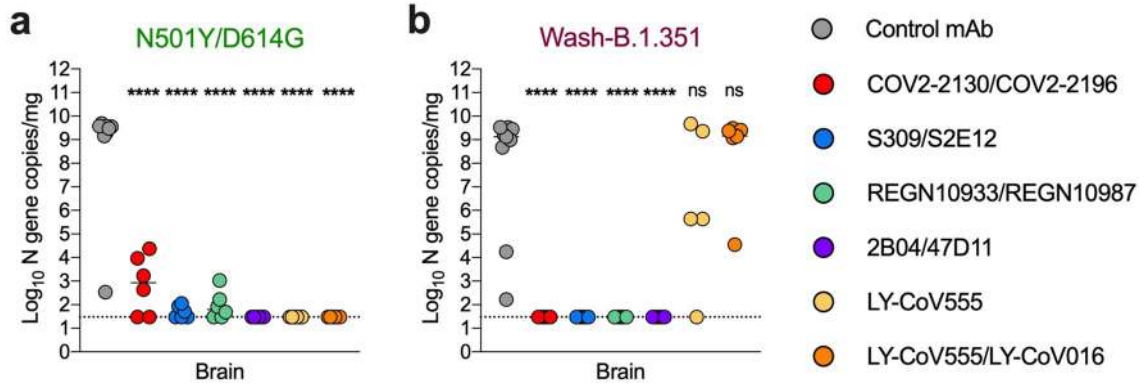 a
N501Y/D614G
Log10 N gene copies/mg
12
11
10
9
8
7
6
5
4
3
2
1
0
**** **** **** **** **** ****
Brain
b
Wash-B.1.351
Log10 N gene copies/mg
12
11
10
9
8
7
6
5
4
3
2
1
0
**** **** **** **** ns ns
Brain
Control mAb
COV2-2130/COV2-2196
S309/S2E12
REGN10933/REGN10987
2B04/47D11
LY-CoV555
LY-CoV555/LY-CoV016